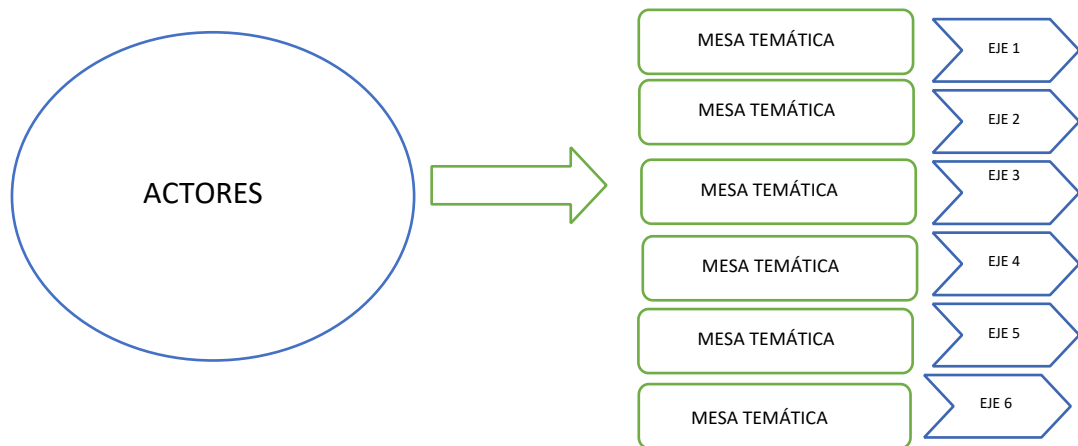 ACTORES
MESA TEMÁTICA
EJE 1
MESA TEMÁTICA
EJE 2
MESA TEMÁTICA
EJE 3
MESA TEMÁTICA
EJE 4
MESA TEMÁTICA
EJE 5
MESA TEMÁTICA
EJE 6